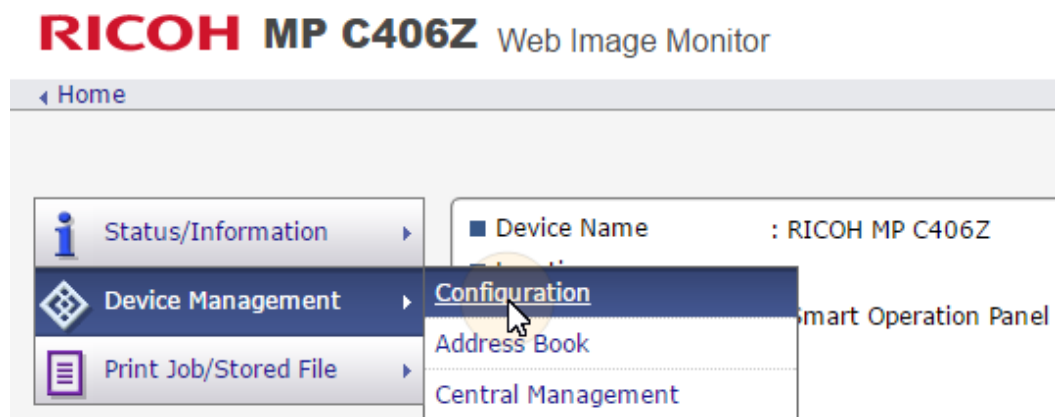 RICOH MP C406Z Web Image Monitor
Home
Status/Information
Device Name : RICOH MP C406Z
Device Management
Configuration
Smart Operation Panel
Address Book
Print Job/Stored File
Central Management